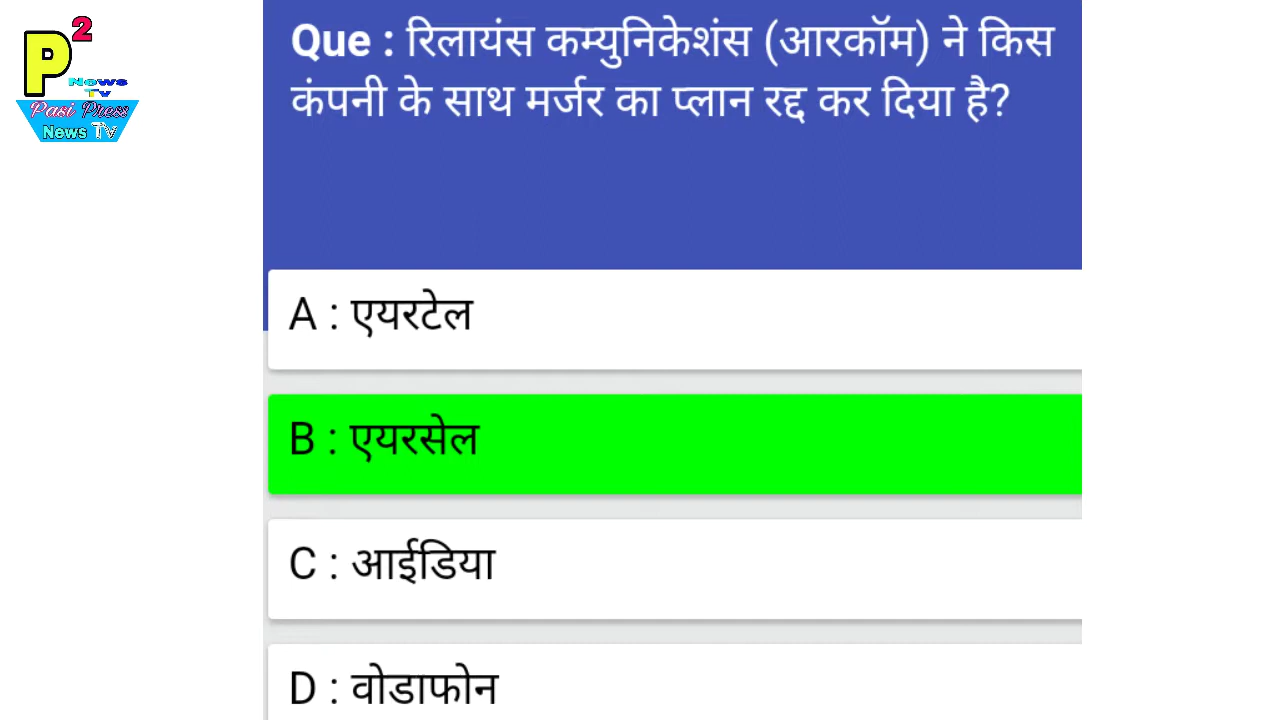 P2
News
Tv
Pasi Press
News TV
Que : रिलायंस कम्युनिकेशंस (आरकॉम) ने किस
कंपनी के साथ मर्जर का प्लान रद्द कर दिया है?
A : एयरटेल
B : एयरसेल
C : आईडिया
D : वोडाफोन